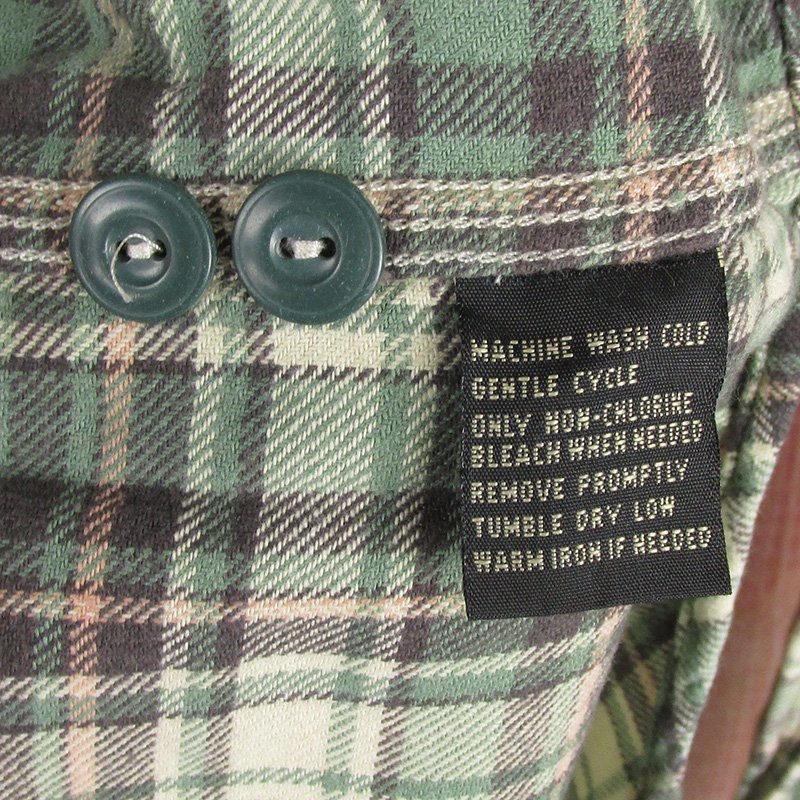 MACHINE WASH COLD
GENTLE CYCLE
ONLY NON-CHLORINE
BLEACH WHEN NEEDED
REMOVE PROMPTLY
TUMBLE DRY LOW
WARM IRON IF NEEDED